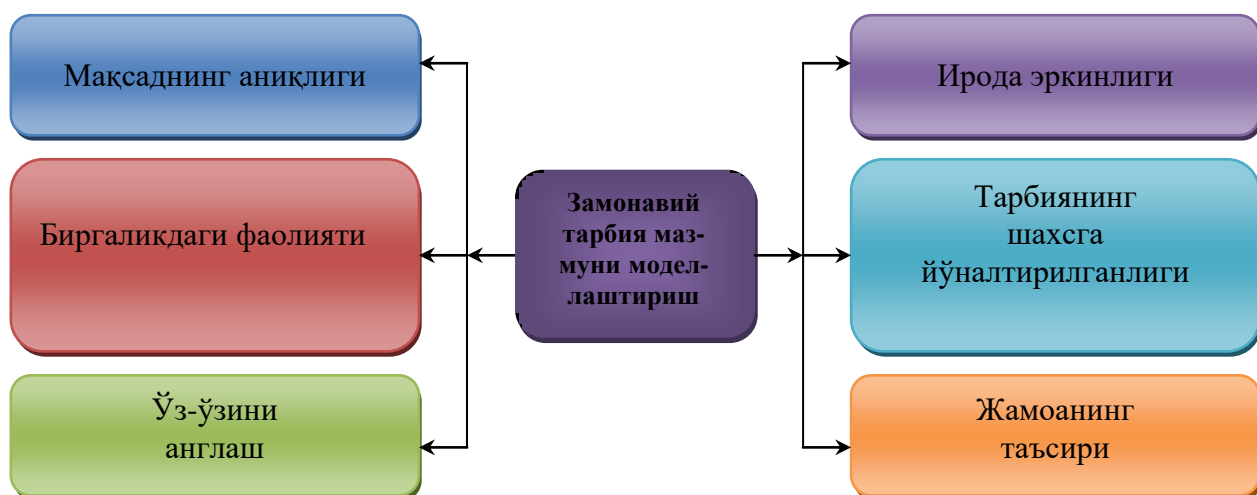 Мақсаднинг аниқлиги
Биргаликдаги фаолияти
Ўз-ўзини
англаш
Замонавий
тарбия маз-
муни модел-
лаштириш
Ирода эркинлиги
Тарбиянинг
шахсга
йўналтирилганлиги
Жамоанинг
таъсири